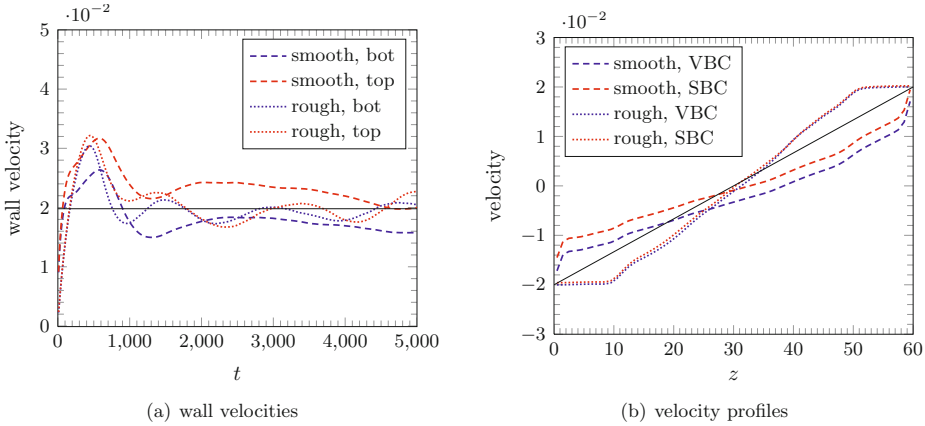 ·10⁻²
5
4
3
2
1
0
wall velocity
smooth, bot
smooth, top
rough, bot
rough, top
0 1,000 2,000 3,000 4,000 5,000
t
(a) wall velocities
·10⁻²
3
2
1
0
−1
−2
−3
velocity
smooth, VBC
smooth, SBC
rough, VBC
rough, SBC
0 10 20 30 40 50 60
z
(b) velocity profiles